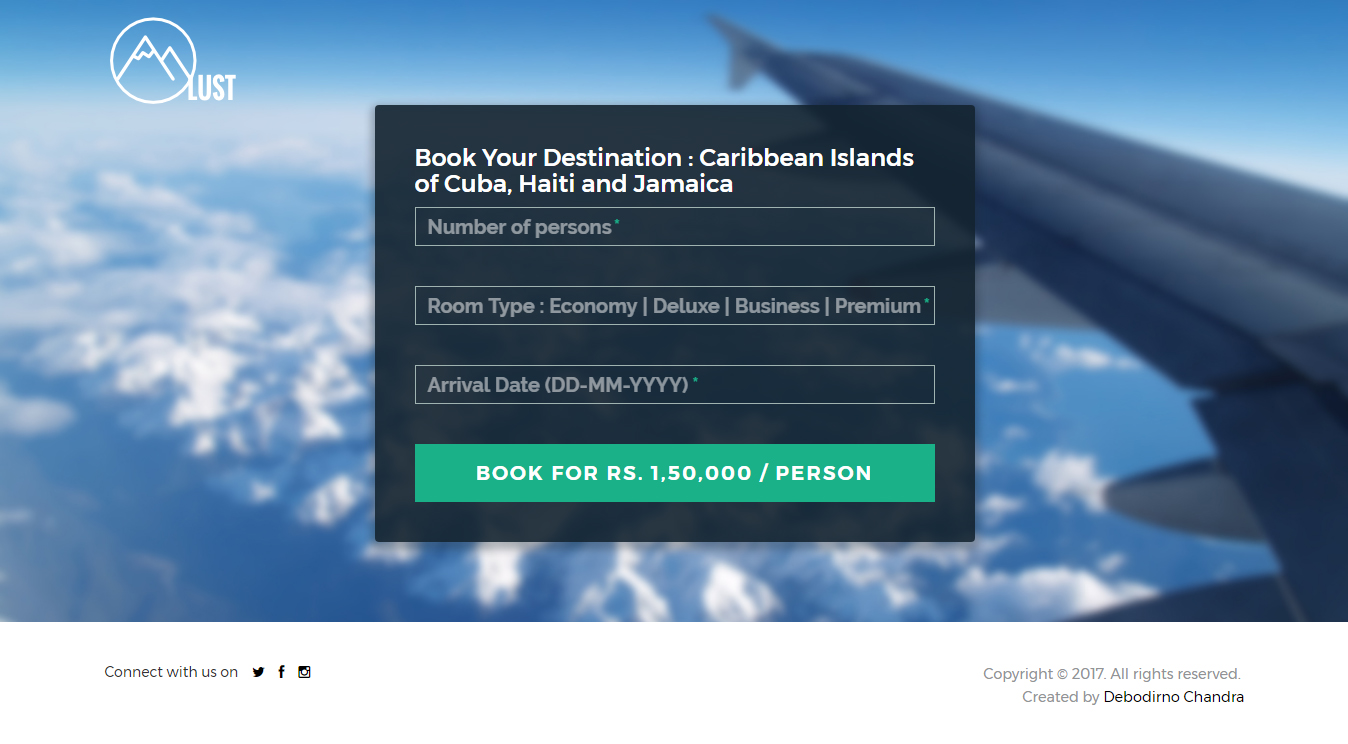 LUST
Book Your Destination : Caribbean Islands
of Cuba, Haiti and Jamaica
Number of persons*
Room Type : Economy | Deluxe | Business | Premium *
Arrival Date (DD-MM-YYYY) *
BOOK FOR RS. 1,50,000 / PERSON
Connect with us on
Copyright © 2017. All rights reserved.
Created by Debodirno Chandra